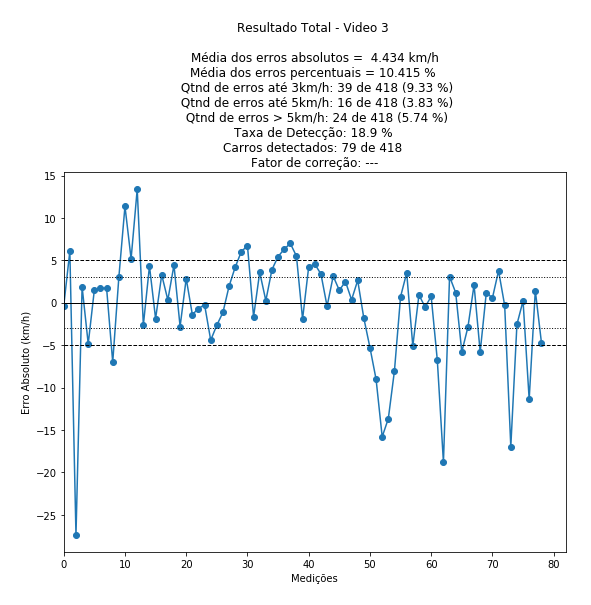 Resultado Total - Video 3
Média dos erros absolutos =  4.434 km/h
Média dos erros percentuais = 10.415 %
Qtnd de erros até 3km/h: 39 de 418 (9.33 %)
Qtnd de erros até 5km/h: 16 de 418 (3.83 %)
Qtnd de erros > 5km/h: 24 de 418 (5.74 %)
Taxa de Detecção: 18.9 %
Carros detectados: 79 de 418
Fator de correção: ---
15
10
5
0
−5
−10
−15
−20
−25
Erro Absoluto (km/h)
0 10 20 30 40 50 60 70 80
Medições